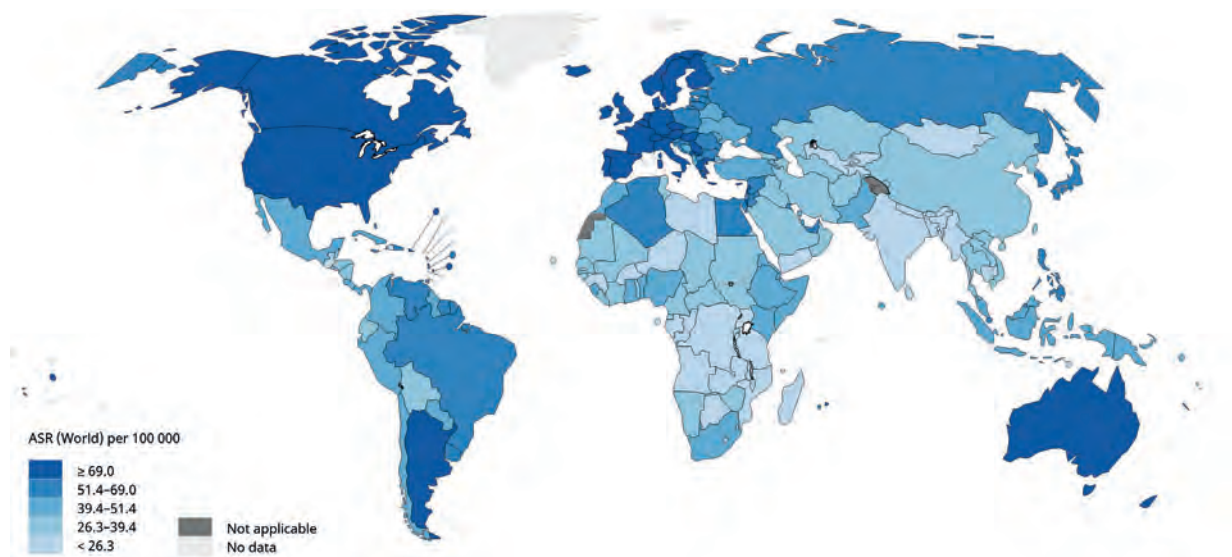 ASR (World) per 100 000
≥ 69.0
51.4–69.0
39.4–51.4
26.3–39.4
< 26.3
Not applicable
No data